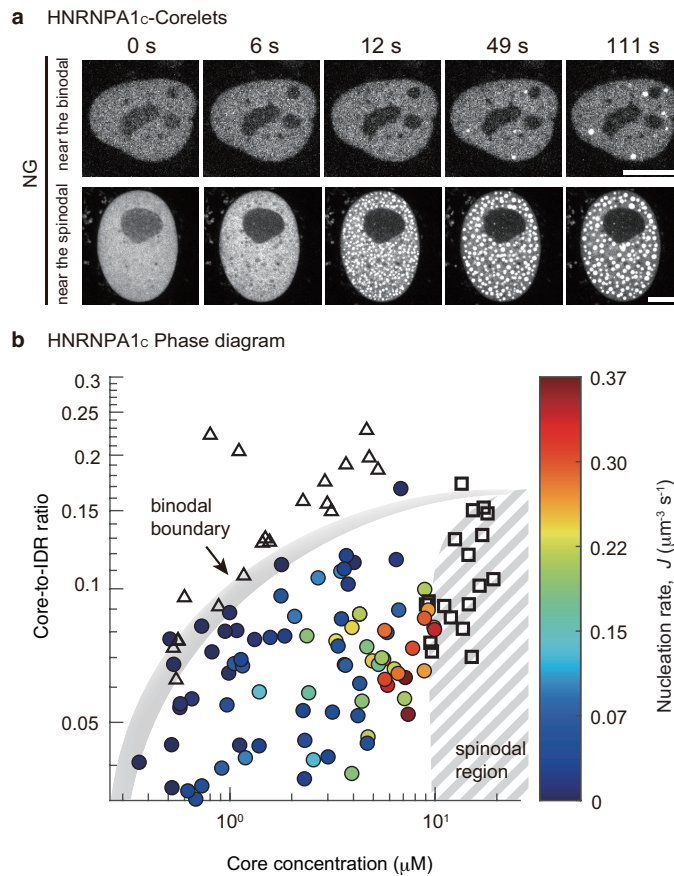 a HNRNPA1c-Corelets
0 s 6 s 12 s 49 s 111 s
NG
near the binodal
near the spinodal
b HNRNPA1c Phase diagram
0.3
0.25
0.2
0.15
0.1
0.05
Core-to-IDR ratio
binodal
boundary
spinodal
region
10⁰ 10¹
Core concentration (μM)
0.37
0.30
0.22
0.15
0.07
0
Nucleation rate, J (μm⁻³ s⁻¹)